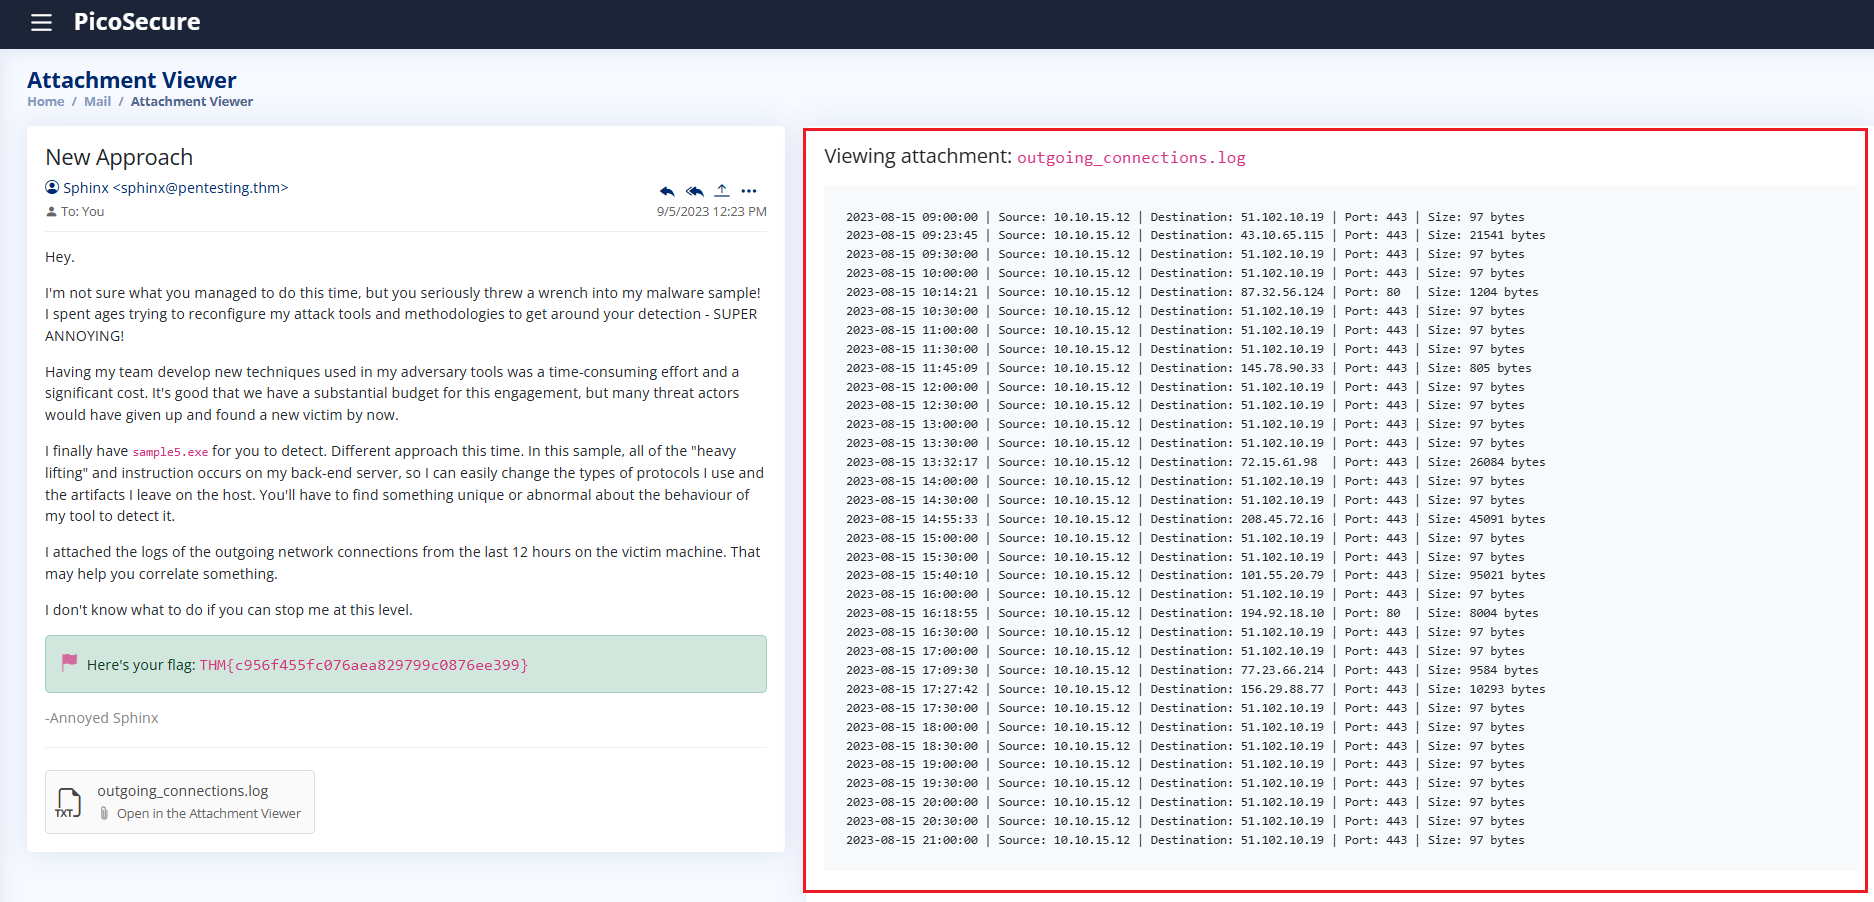 PicoSecure
Attachment Viewer
Home / Mail / Attachment Viewer
New Approach
Sphinx <sphinx@pentesting.thm>
To: You
9/5/2023 12:23 PM
Hey.
I'm not sure what you managed to do this time, but you seriously threw a wrench into my malware sample!
I spent ages trying to reconfigure my attack tools and methodologies to get around your detection - SUPER
ANNOYING!
Having my team develop new techniques used in my adversary tools was a time-consuming effort and a
significant cost. It's good that we have a substantial budget for this engagement, but many threat actors
would have given up and found a new victim by now.
I finally have sample5.exe for you to detect. Different approach this time. In this sample, all of the "heavy
lifting" and instruction occurs on my back-end server, so I can easily change the types of protocols I use and
the artifacts I leave on the host. You'll have to find something unique or abnormal about the behaviour of
my tool to detect it.
I attached the logs of the outgoing network connections from the last 12 hours on the victim machine. That
may help you correlate something.
I don't know what to do if you can stop me at this level.
Here's your flag: THM{c956f455fc076aea829799c0876ee399}
-Annoyed Sphinx
TXT
outgoing_connections.log
Open in the Attachment Viewer
Viewing attachment: outgoing_connections.log
2023-08-15 09:00:00 | Source: 10.10.15.12 | Destination: 51.102.10.19 | Port: 443 | Size: 97 bytes
2023-08-15 09:23:45 | Source: 10.10.15.12 | Destination: 43.10.65.115 | Port: 443 | Size: 21541 bytes
2023-08-15 09:30:00 | Source: 10.10.15.12 | Destination: 51.102.10.19 | Port: 443 | Size: 97 bytes
2023-08-15 10:00:00 | Source: 10.10.15.12 | Destination: 51.102.10.19 | Port: 443 | Size: 97 bytes
2023-08-15 10:14:21 | Source: 10.10.15.12 | Destination: 87.32.56.124 | Port: 80  | Size: 1204 bytes
2023-08-15 10:30:00 | Source: 10.10.15.12 | Destination: 51.102.10.19 | Port: 443 | Size: 97 bytes
2023-08-15 11:00:00 | Source: 10.10.15.12 | Destination: 51.102.10.19 | Port: 443 | Size: 97 bytes
2023-08-15 11:30:00 | Source: 10.10.15.12 | Destination: 51.102.10.19 | Port: 443 | Size: 97 bytes
2023-08-15 11:45:09 | Source: 10.10.15.12 | Destination: 145.78.90.33 | Port: 443 | Size: 805 bytes
2023-08-15 12:00:00 | Source: 10.10.15.12 | Destination: 51.102.10.19 | Port: 443 | Size: 97 bytes
2023-08-15 12:30:00 | Source: 10.10.15.12 | Destination: 51.102.10.19 | Port: 443 | Size: 97 bytes
2023-08-15 13:00:00 | Source: 10.10.15.12 | Destination: 51.102.10.19 | Port: 443 | Size: 97 bytes
2023-08-15 13:30:00 | Source: 10.10.15.12 | Destination: 51.102.10.19 | Port: 443 | Size: 97 bytes
2023-08-15 13:32:17 | Source: 10.10.15.12 | Destination: 72.15.61.98  | Port: 443 | Size: 26084 bytes
2023-08-15 14:00:00 | Source: 10.10.15.12 | Destination: 51.102.10.19 | Port: 443 | Size: 97 bytes
2023-08-15 14:30:00 | Source: 10.10.15.12 | Destination: 51.102.10.19 | Port: 443 | Size: 97 bytes
2023-08-15 14:55:33 | Source: 10.10.15.12 | Destination: 208.45.72.16 | Port: 443 | Size: 45091 bytes
2023-08-15 15:00:00 | Source: 10.10.15.12 | Destination: 51.102.10.19 | Port: 443 | Size: 97 bytes
2023-08-15 15:30:00 | Source: 10.10.15.12 | Destination: 51.102.10.19 | Port: 443 | Size: 97 bytes
2023-08-15 15:40:10 | Source: 10.10.15.12 | Destination: 101.55.20.79 | Port: 443 | Size: 95021 bytes
2023-08-15 16:00:00 | Source: 10.10.15.12 | Destination: 51.102.10.19 | Port: 443 | Size: 97 bytes
2023-08-15 16:18:55 | Source: 10.10.15.12 | Destination: 194.92.18.10 | Port: 80  | Size: 8004 bytes
2023-08-15 16:30:00 | Source: 10.10.15.12 | Destination: 51.102.10.19 | Port: 443 | Size: 97 bytes
2023-08-15 17:00:00 | Source: 10.10.15.12 | Destination: 51.102.10.19 | Port: 443 | Size: 97 bytes
2023-08-15 17:09:30 | Source: 10.10.15.12 | Destination: 77.23.66.214 | Port: 443 | Size: 9584 bytes
2023-08-15 17:27:42 | Source: 10.10.15.12 | Destination: 156.29.88.77 | Port: 443 | Size: 10293 bytes
2023-08-15 17:30:00 | Source: 10.10.15.12 | Destination: 51.102.10.19 | Port: 443 | Size: 97 bytes
2023-08-15 18:00:00 | Source: 10.10.15.12 | Destination: 51.102.10.19 | Port: 443 | Size: 97 bytes
2023-08-15 18:30:00 | Source: 10.10.15.12 | Destination: 51.102.10.19 | Port: 443 | Size: 97 bytes
2023-08-15 19:00:00 | Source: 10.10.15.12 | Destination: 51.102.10.19 | Port: 443 | Size: 97 bytes
2023-08-15 19:30:00 | Source: 10.10.15.12 | Destination: 51.102.10.19 | Port: 443 | Size: 97 bytes
2023-08-15 20:00:00 | Source: 10.10.15.12 | Destination: 51.102.10.19 | Port: 443 | Size: 97 bytes
2023-08-15 20:30:00 | Source: 10.10.15.12 | Destination: 51.102.10.19 | Port: 443 | Size: 97 bytes
2023-08-15 21:00:00 | Source: 10.10.15.12 | Destination: 51.102.10.19 | Port: 443 | Size: 97 bytes